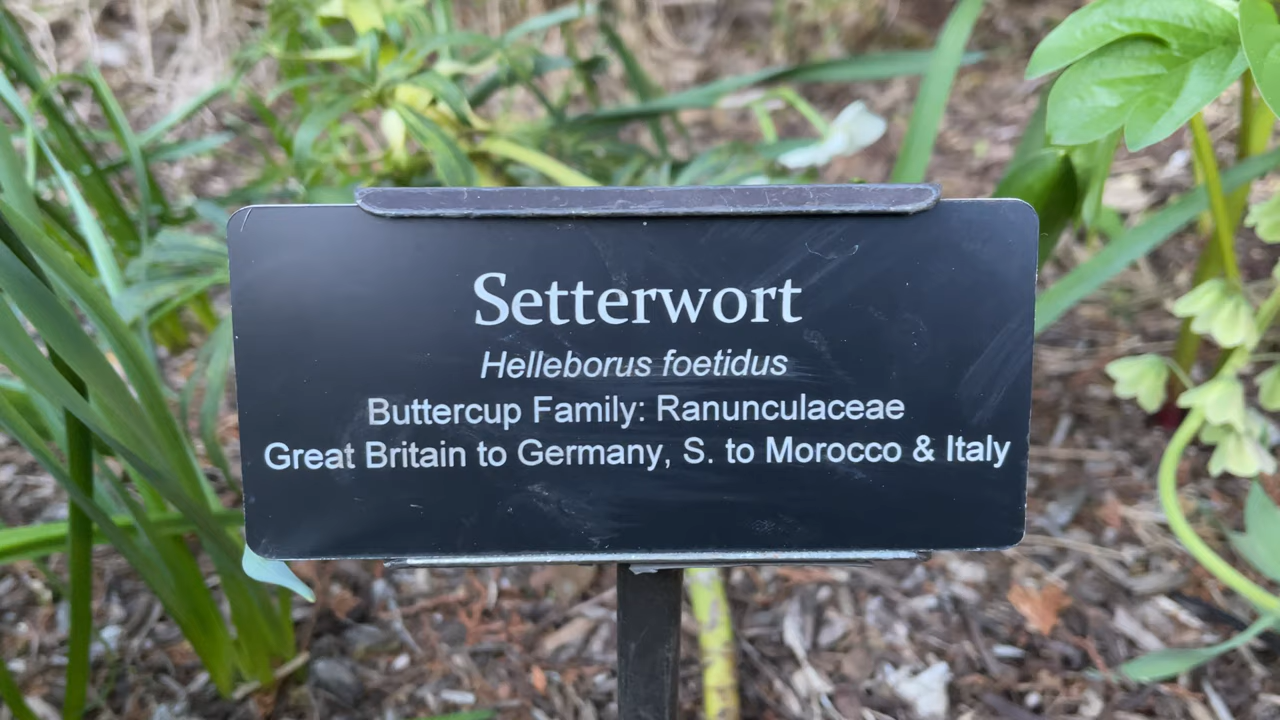 Setterwort
Helleborus foetidus
Buttercup Family: Ranunculaceae
Great Britain to Germany, S. to Morocco & Italy